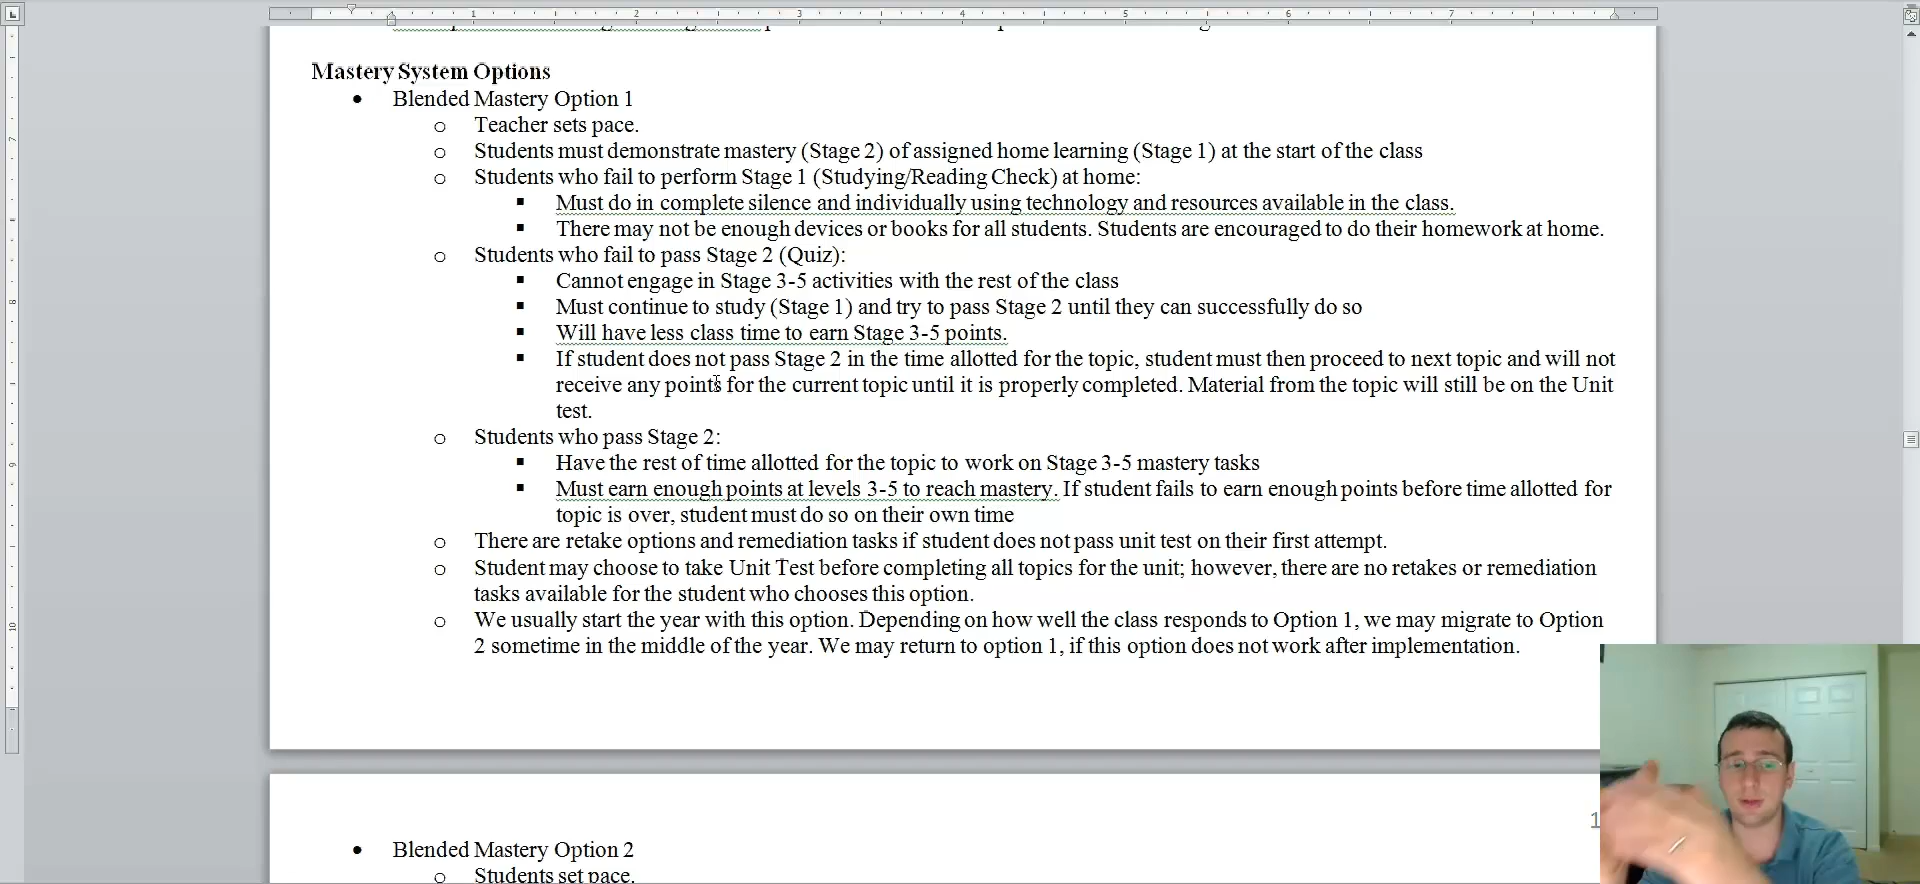 1 2 3 4 5 6 7
Mastery System Options
• Blended Mastery Option 1
o Teacher sets pace.
o Students must demonstrate mastery (Stage 2) of assigned home learning (Stage 1) at the start of the class
o Students who fail to perform Stage 1 (Studying/Reading Check) at home:
▪ Must do in complete silence and individually using technology and resources available in the class.
▪ There may not be enough devices or books for all students. Students are encouraged to do their homework at home.
o Students who fail to pass Stage 2 (Quiz):
▪ Cannot engage in Stage 3-5 activities with the rest of the class
▪ Must continue to study (Stage 1) and try to pass Stage 2 until they can successfully do so
▪ Will have less class time to earn Stage 3-5 points.
▪ If student does not pass Stage 2 in the time allotted for the topic, student must then proceed to next topic and will not
receive any points for the current topic until it is properly completed. Material from the topic will still be on the Unit
test.
o Students who pass Stage 2:
▪ Have the rest of time allotted for the topic to work on Stage 3-5 mastery tasks
▪ Must earn enough points at levels 3-5 to reach mastery. If student fails to earn enough points before time allotted for
topic is over, student must do so on their own time
o There are retake options and remediation tasks if student does not pass unit test on their first attempt.
o Student may choose to take Unit Test before completing all topics for the unit; however, there are no retakes or remediation
tasks available for the student who chooses this option.
o We usually start the year with this option. Depending on how well the class responds to Option 1, we may migrate to Option
2 sometime in the middle of the year. We may return to option 1, if this option does not work after implementation.
1
• Blended Mastery Option 2
o Students set pace.